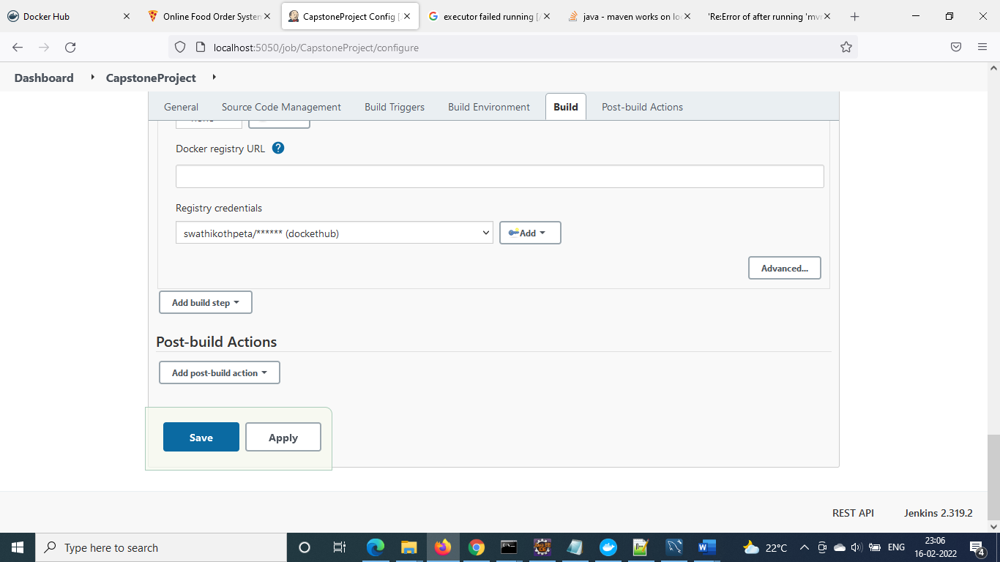 Docker Hub
Online Food Order System
CapstoneProject Config [
executor failed running [/
java - maven works on loc
'Re:Error of after running 'mvn
localhost:5050/job/CapstoneProject/configure
Dashboard
CapstoneProject
General
Source Code Management
Build Triggers
Build Environment
Build
Post-build Actions
Docker registry URL ?
Registry credentials
swathikothpeta/****** (dockethub)
Add
Advanced...
Add build step
Post-build Actions
Add post-build action
Save
Apply
REST API
Jenkins 2.319.2
Type here to search
22°C
ENG
23:06
16-02-2022
4